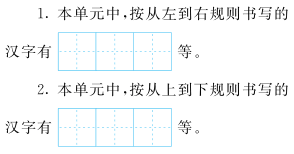 1. 本单元中,按从左到右规则书写的
汉字有 等。
2. 本单元中,按从上到下规则书写的
汉字有 等。